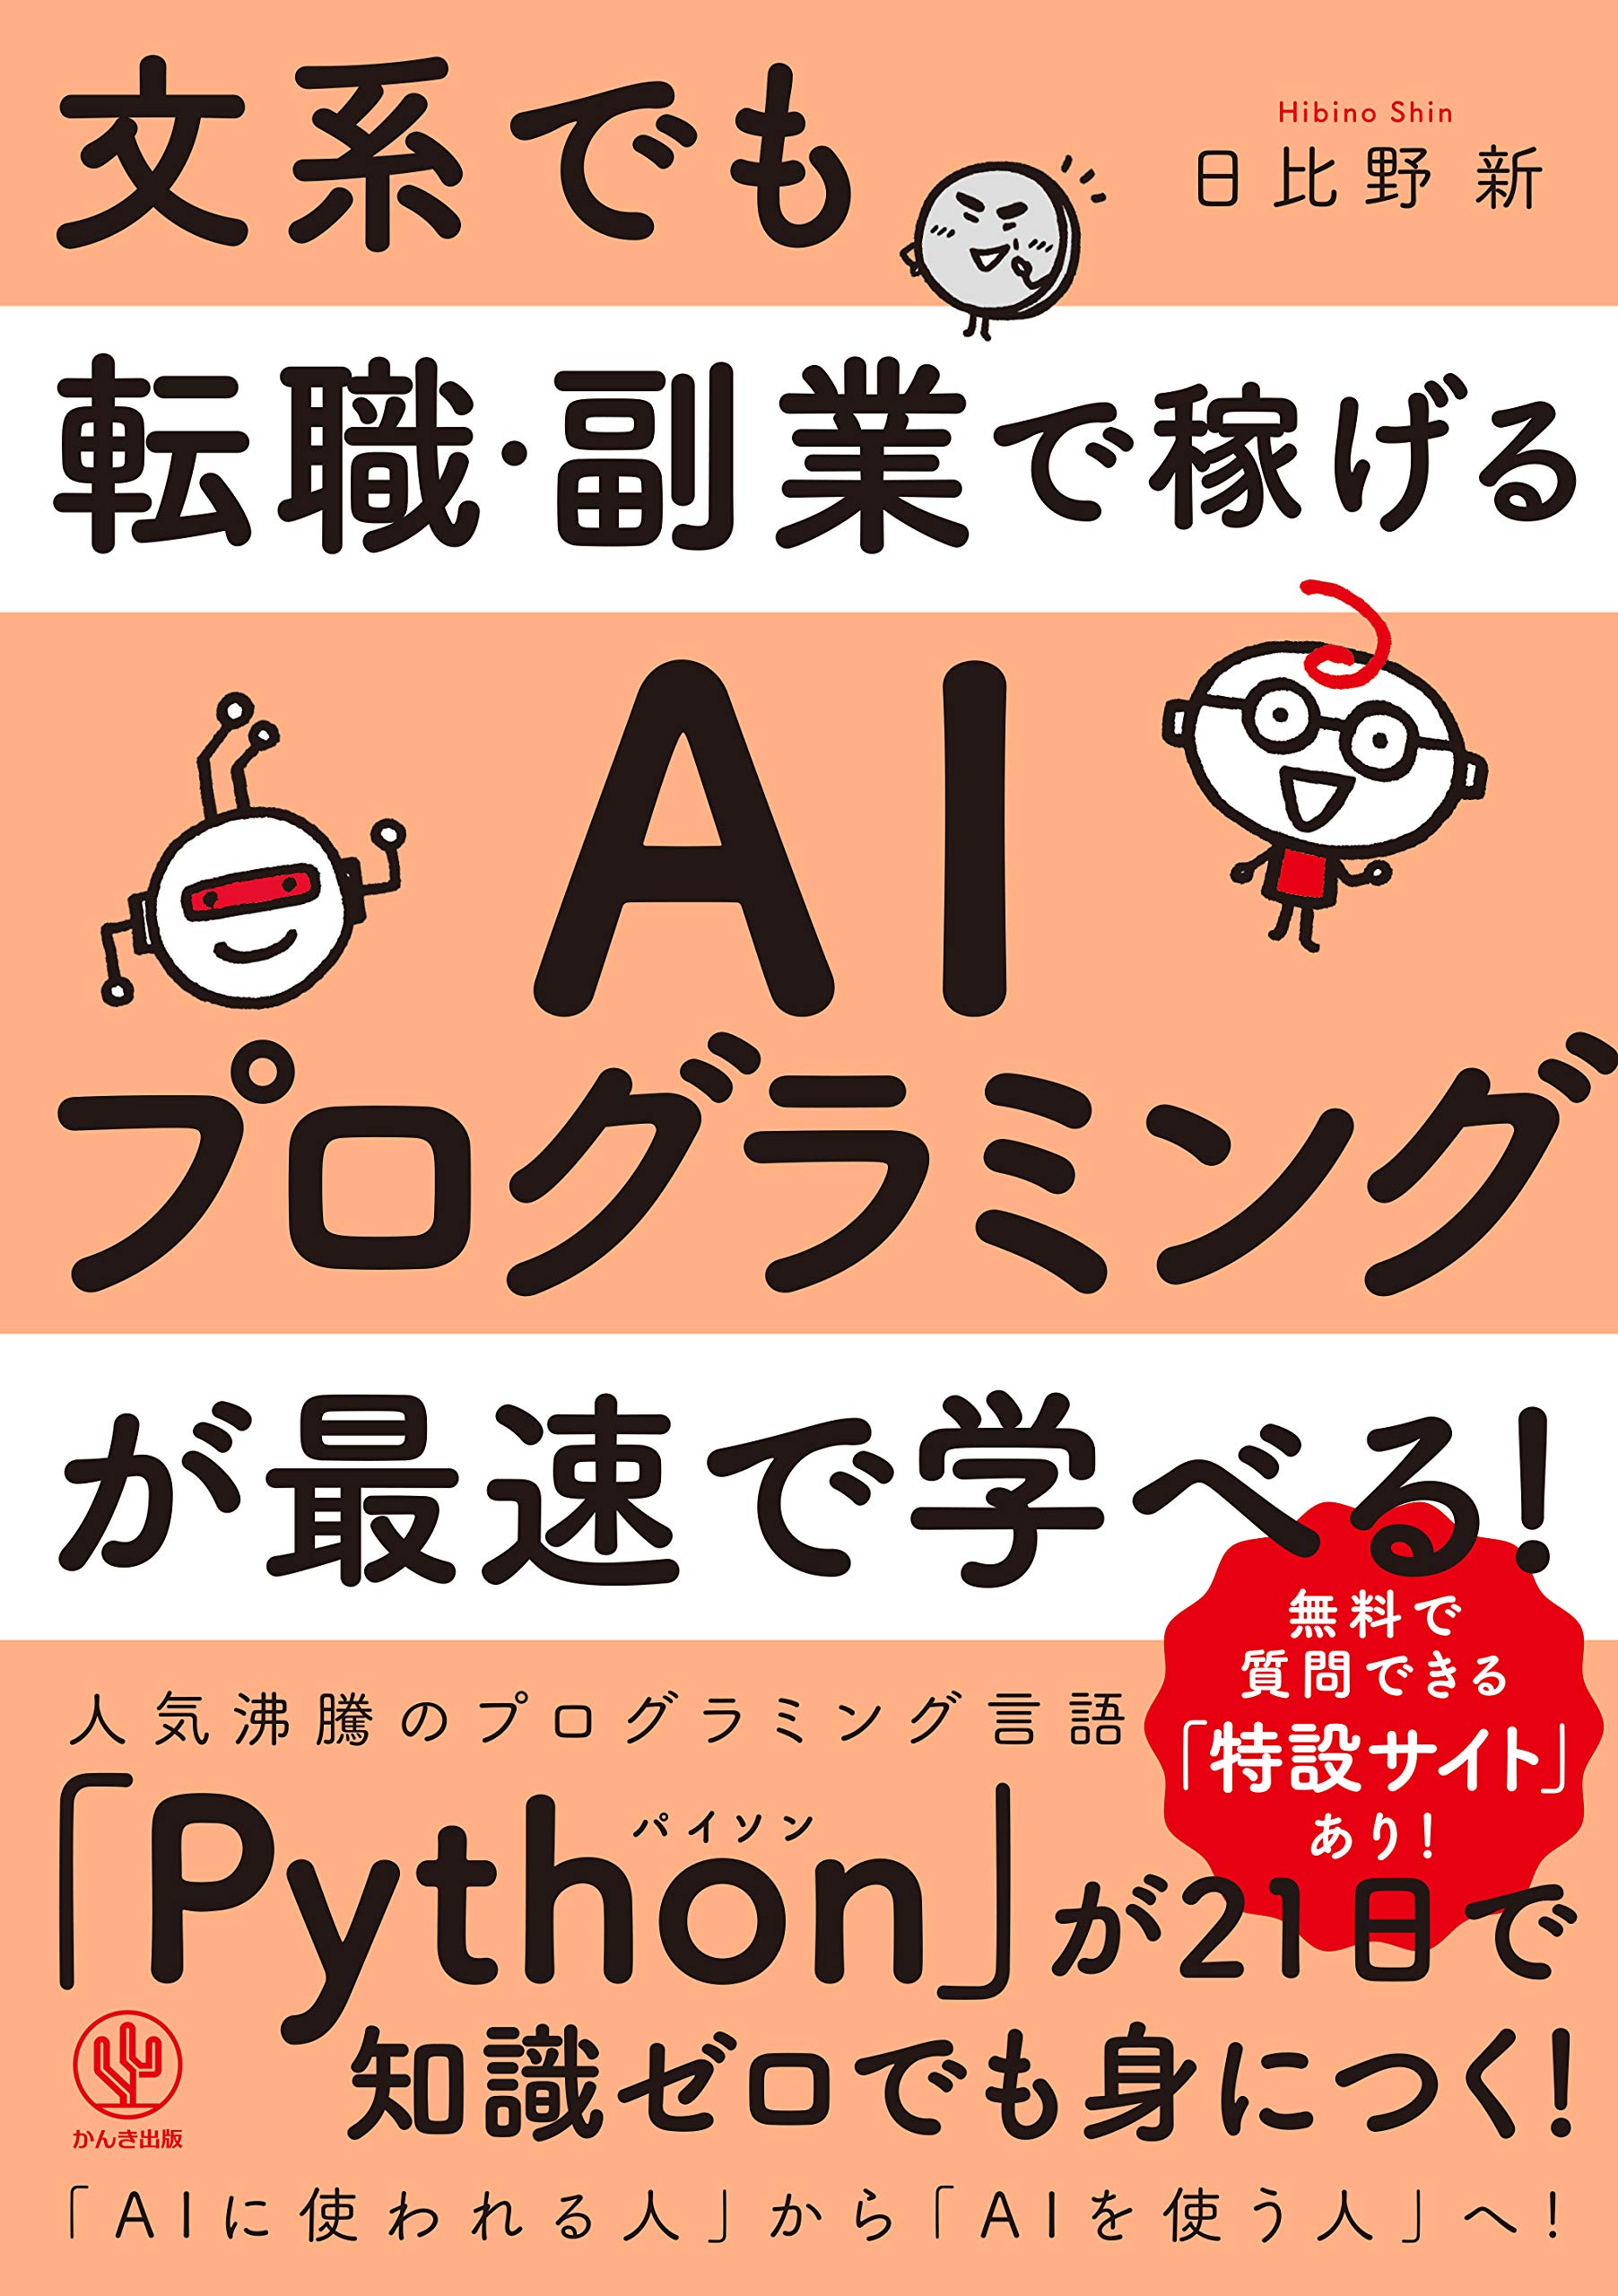 文系でも
Hibino Shin
日比野 新
転職・副業で稼げる
AI
プログラミング
が最速で学べる!
無料で
質問できる
「特設サイト」
あり!
人気沸騰のプログラミング言語
パイソン
「Python」が21日で
知識ゼロでも身につく!
かんき出版
「AIに使われる人」から「AIを使う人」へ!